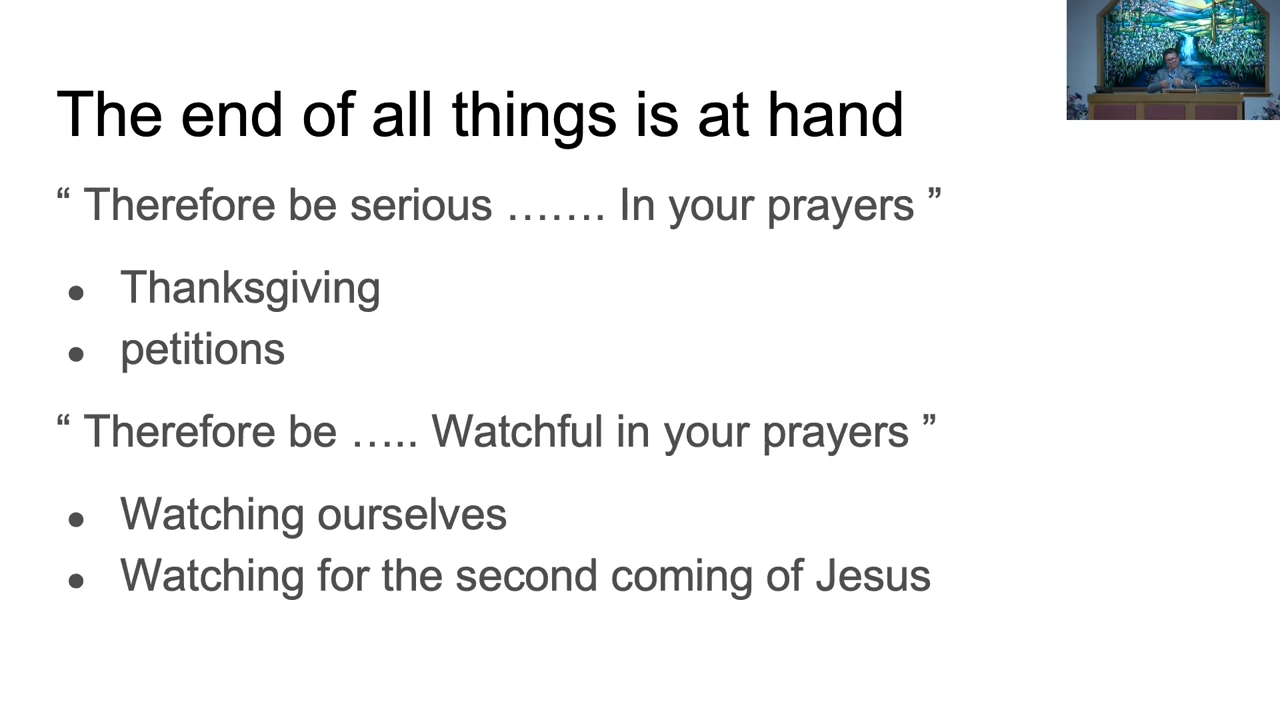 The end of all things is at hand
“ Therefore be serious ……. In your prayers ”
● Thanksgiving
● petitions
“ Therefore be ….. Watchful in your prayers ”
● Watching ourselves
● Watching for the second coming of Jesus